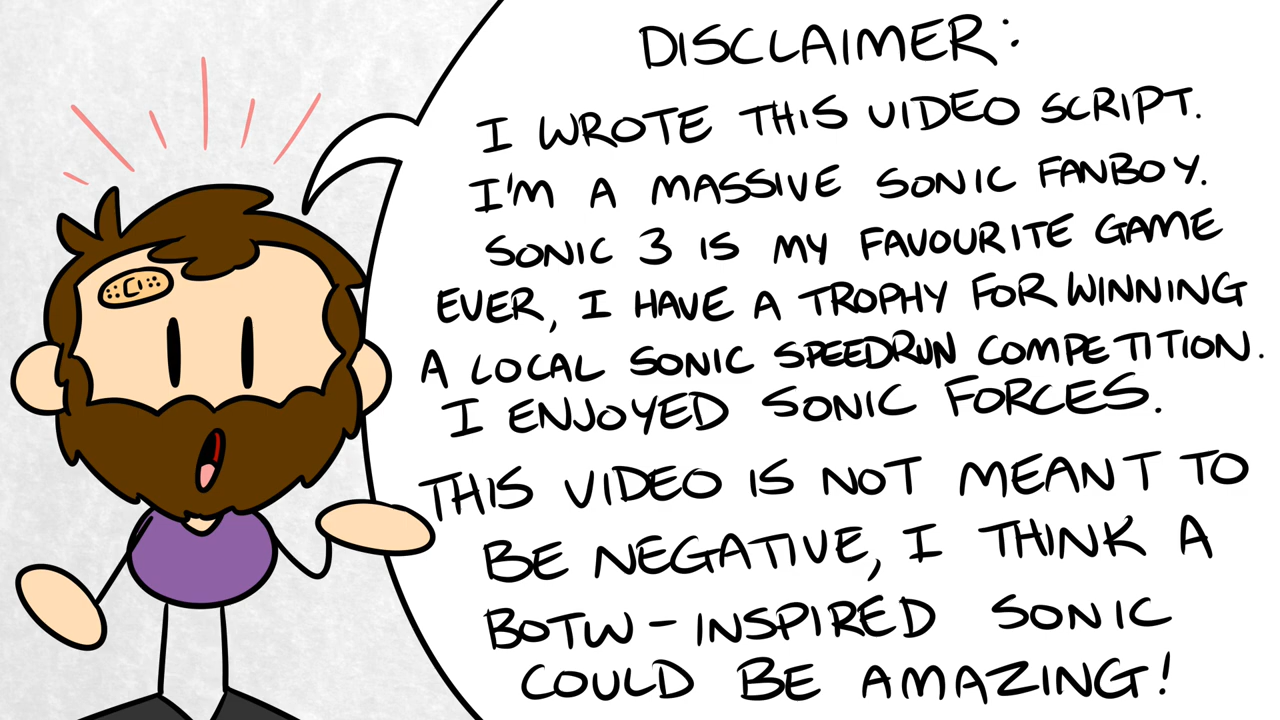 DISCLAIMER:
I WROTE THIS VIDEO SCRIPT.
I'M A MASSIVE SONIC FANBOY.
SONIC 3 IS MY FAVOURITE GAME
EVER, I HAVE A TROPHY FOR WINNING
A LOCAL SONIC SPEEDRUN COMPETITION.
I ENJOYED SONIC FORCES.
THIS VIDEO IS NOT MEANT TO
BE NEGATIVE, I THINK A
BOTW-INSPIRED SONIC
COULD BE AMAZING!